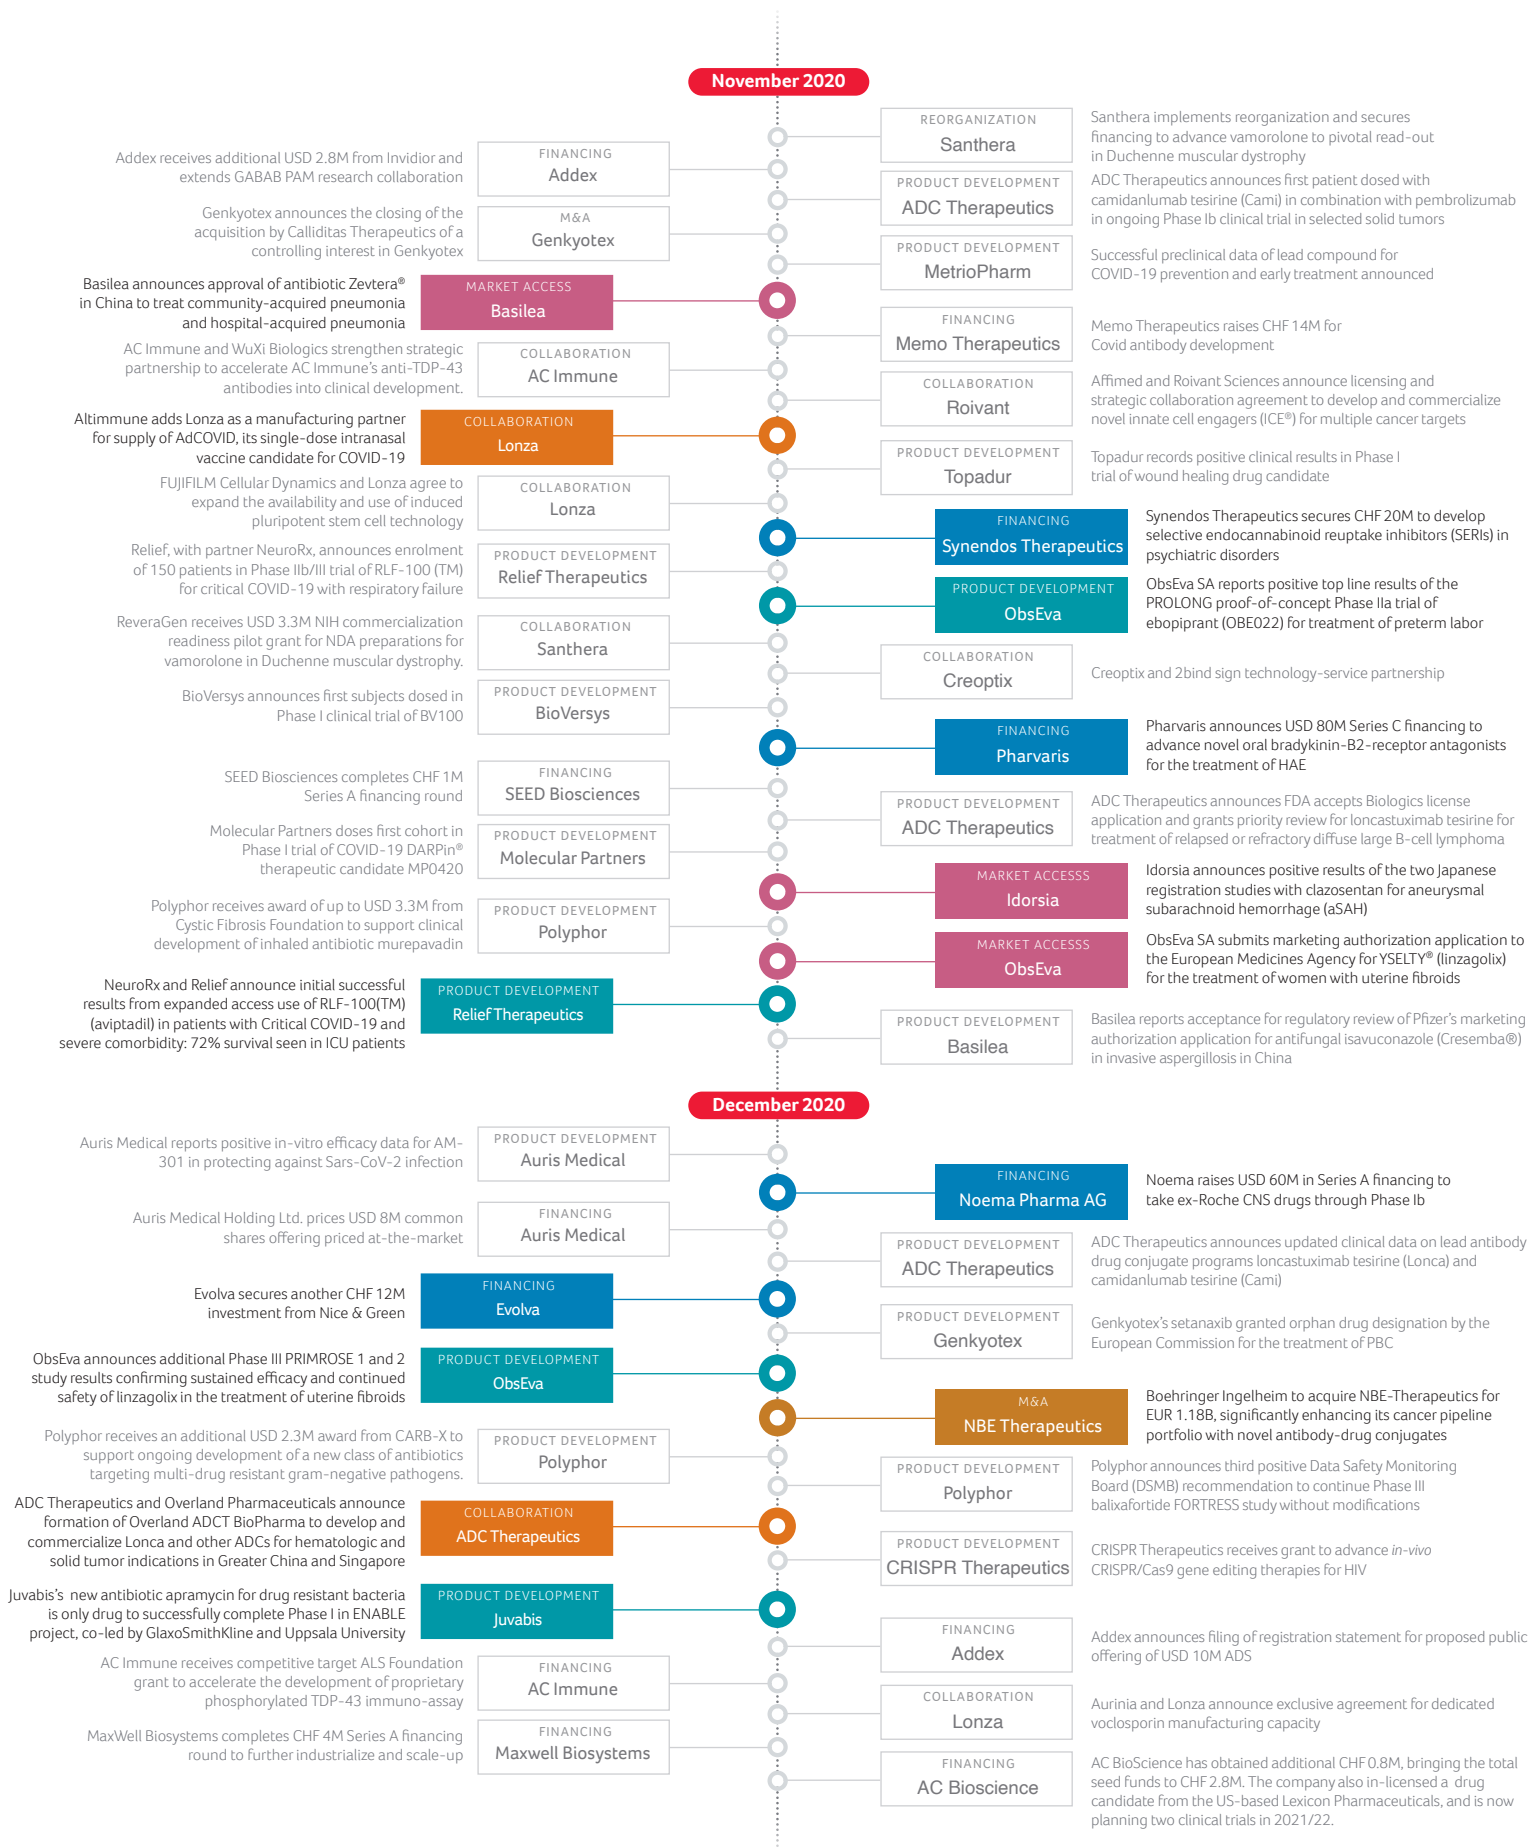 November 2020
REORGANIZATION
Santhera
Santhera implements reorganization and secures
financing to advance vamorolone to pivotal read-out
in Duchenne muscular dystrophy
Addex receives additional USD 2.8M from Invidior and
extends GABAB PAM research collaboration
FINANCING
Addex
PRODUCT DEVELOPMENT
ADC Therapeutics
ADC Therapeutics announces first patient dosed with
camidanlumab tesirine (Cami) in combination with pembrolizumab
in ongoing Phase Ib clinical trial in selected solid tumors
Genkyotex announces the closing of the
acquisition by Calliditas Therapeutics of a
controlling interest in Genkyotex
M&A
Genkyotex
PRODUCT DEVELOPMENT
MetrioPharm
Successful preclinical data of lead compound for
COVID-19 prevention and early treatment announced
Basilea announces approval of antibiotic Zevtera®
in China to treat community-acquired pneumonia
and hospital-acquired pneumonia
MARKET ACCESS
Basilea
FINANCING
Memo Therapeutics
Memo Therapeutics raises CHF 14M for
Covid antibody development
AC Immune and WuXi Biologics strengthen strategic
partnership to accelerate AC Immune's anti-TDP-43
antibodies into clinical development.
COLLABORATION
AC Immune
COLLABORATION
Roivant
Affimed and Roivant Sciences announce licensing and
strategic collaboration agreement to develop and commercialize
novel innate cell engagers (ICE®) for multiple cancer targets
Altimmune adds Lonza as a manufacturing partner
for supply of AdCOVID, its single-dose intranasal
vaccine candidate for COVID-19
COLLABORATION
Lonza
PRODUCT DEVELOPMENT
Topadur
Topadur records positive clinical results in Phase I
trial of wound healing drug candidate
FUJIFILM Cellular Dynamics and Lonza agree to
expand the availability and use of induced
pluripotent stem cell technology
COLLABORATION
Lonza
FINANCING
Synendos Therapeutics
Synendos Therapeutics secures CHF 20M to develop
selective endocannabinoid reuptake inhibitors (SERIs) in
psychiatric disorders
Relief, with partner NeuroRx, announces enrolment
of 150 patients in Phase IIb/III trial of RLF-100 (TM)
for critical COVID-19 with respiratory failure
PRODUCT DEVELOPMENT
Relief Therapeutics
PRODUCT DEVELOPMENT
ObsEva
ObsEva SA reports positive top line results of the
PROLONG proof-of-concept Phase IIa trial of
ebopiprant (OBE022) for treatment of preterm labor
ReveraGen receives USD 3.3M NIH commercialization
readiness pilot grant for NDA preparations for
vamorolone in Duchenne muscular dystrophy.
COLLABORATION
Santhera
COLLABORATION
Creoptix
Creoptix and 2bind sign technology-service partnership
BioVersys announces first subjects dosed in
Phase I clinical trial of BV100
PRODUCT DEVELOPMENT
BioVersys
FINANCING
Pharvaris
Pharvaris announces USD 80M Series C financing to
advance novel oral bradykinin-B2-receptor antagonists
for the treatment of HAE
SEED Biosciences completes CHF 1M
Series A financing round
FINANCING
SEED Biosciences
PRODUCT DEVELOPMENT
ADC Therapeutics
ADC Therapeutics announces FDA accepts Biologics license
application and grants priority review for loncastuximab tesirine for
treatment of relapsed or refractory diffuse large B-cell lymphoma
Molecular Partners doses first cohort in
Phase I trial of COVID-19 DARPin®
therapeutic candidate MP0420
PRODUCT DEVELOPMENT
Molecular Partners
MARKET ACCESSS
Idorsia
Idorsia announces positive results of the two Japanese
registration studies with clazosentan for aneurysmal
subarachnoid hemorrhage (aSAH)
Polyphor receives award of up to USD 3.3M from
Cystic Fibrosis Foundation to support clinical
development of inhaled antibiotic murepavadin
PRODUCT DEVELOPMENT
Polyphor
MARKET ACCESSS
ObsEva
ObsEva SA submits marketing authorization application to
the European Medicines Agency for YSELTY® (linzagolix)
for the treatment of women with uterine fibroids
NeuroRx and Relief announce initial successful
results from expanded access use of RLF-100(TM)
(aviptadil) in patients with Critical COVID-19 and
severe comorbidity: 72% survival seen in ICU patients
PRODUCT DEVELOPMENT
Relief Therapeutics
PRODUCT DEVELOPMENT
Basilea
Basilea reports acceptance for regulatory review of Pfizer's marketing
authorization application for antifungal isavuconazole (Cresemba®)
in invasive aspergillosis in China
December 2020
Auris Medical reports positive in-vitro efficacy data for AM-
301 in protecting against Sars-CoV-2 infection
PRODUCT DEVELOPMENT
Auris Medical
FINANCING
Noema Pharma AG
Noema raises USD 60M in Series A financing to
take ex-Roche CNS drugs through Phase Ib
Auris Medical Holding Ltd. prices USD 8M common
shares offering priced at-the-market
FINANCING
Auris Medical
PRODUCT DEVELOPMENT
ADC Therapeutics
ADC Therapeutics announces updated clinical data on lead antibody
drug conjugate programs loncastuximab tesirine (Lonca) and
camidanlumab tesirine (Cami)
Evolva secures another CHF 12M
investment from Nice & Green
FINANCING
Evolva
PRODUCT DEVELOPMENT
Genkyotex
Genkyotex's setanaxib granted orphan drug designation by the
European Commission for the treatment of PBC
ObsEva announces additional Phase III PRIMROSE 1 and 2
study results confirming sustained efficacy and continued
safety of linzagolix in the treatment of uterine fibroids
PRODUCT DEVELOPMENT
ObsEva
M&A
NBE Therapeutics
Boehringer Ingelheim to acquire NBE-Therapeutics for
EUR 1.18B, significantly enhancing its cancer pipeline
portfolio with novel antibody-drug conjugates
Polyphor receives an additional USD 2.3M award from CARB-X to
support ongoing development of a new class of antibiotics
targeting multi-drug resistant gram-negative pathogens.
PRODUCT DEVELOPMENT
Polyphor
PRODUCT DEVELOPMENT
Polyphor
Polyphor announces third positive Data Safety Monitoring
Board (DSMB) recommendation to continue Phase III
balixafortide FORTRESS study without modifications
ADC Therapeutics and Overland Pharmaceuticals announce
formation of Overland ADCT BioPharma to develop and
commercialize Lonca and other ADCs for hematologic and
solid tumor indications in Greater China and Singapore
COLLABORATION
ADC Therapeutics
PRODUCT DEVELOPMENT
CRISPR Therapeutics
CRISPR Therapeutics receives grant to advance in-vivo
CRISPR/Cas9 gene editing therapies for HIV
Juvabis's new antibiotic apramycin for drug resistant bacteria
is only drug to successfully complete Phase I in ENABLE
project, co-led by GlaxoSmithKline and Uppsala University
PRODUCT DEVELOPMENT
Juvabis
FINANCING
Addex
Addex announces filing of registration statement for proposed public
offering of USD 10M ADS
AC Immune receives competitive target ALS Foundation
grant to accelerate the development of proprietary
phosphorylated TDP-43 immuno-assay
FINANCING
AC Immune
COLLABORATION
Lonza
Aurinia and Lonza announce exclusive agreement for dedicated
voclosporin manufacturing capacity
MaxWell Biosystems completes CHF 4M Series A financing
round to further industrialize and scale-up
FINANCING
Maxwell Biosystems
FINANCING
AC Bioscience
AC BioScience has obtained additional CHF 0.8M, bringing the total
seed funds to CHF 2.8M. The company also in-licensed a drug
candidate from the US-based Lexicon Pharmaceuticals, and is now
planning two clinical trials in 2021/22.